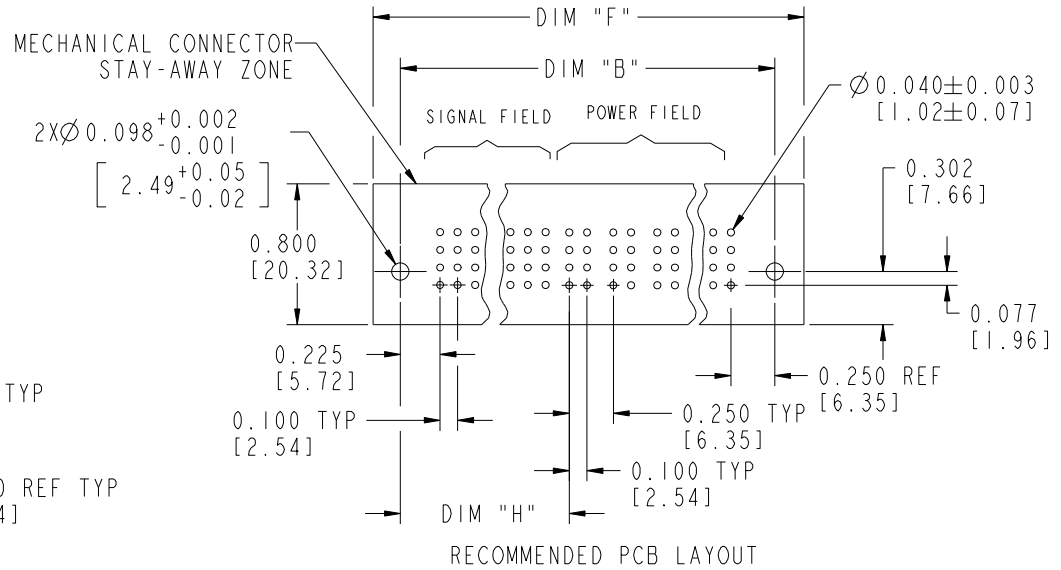 DIM "F"
MECHANICAL CONNECTOR
STAY-AWAY ZONE
DIM "B"
Ø0.040±0.003
[1.02±0.07]
SIGNAL FIELD
POWER FIELD
2XØ0.098 +0.002
-0.001
[2.49 +0.05
-0.02]
0.302
[7.66]
0.800
[20.32]
0.077
[1.96]
0.225
[5.72]
0.250 REF
[6.35]
TYP
0.100 TYP
[2.54]
0.250 TYP
[6.35]
0.100 TYP
[2.54]
REF TYP
4]
DIM "H"
RECOMMENDED PCB LAYOUT